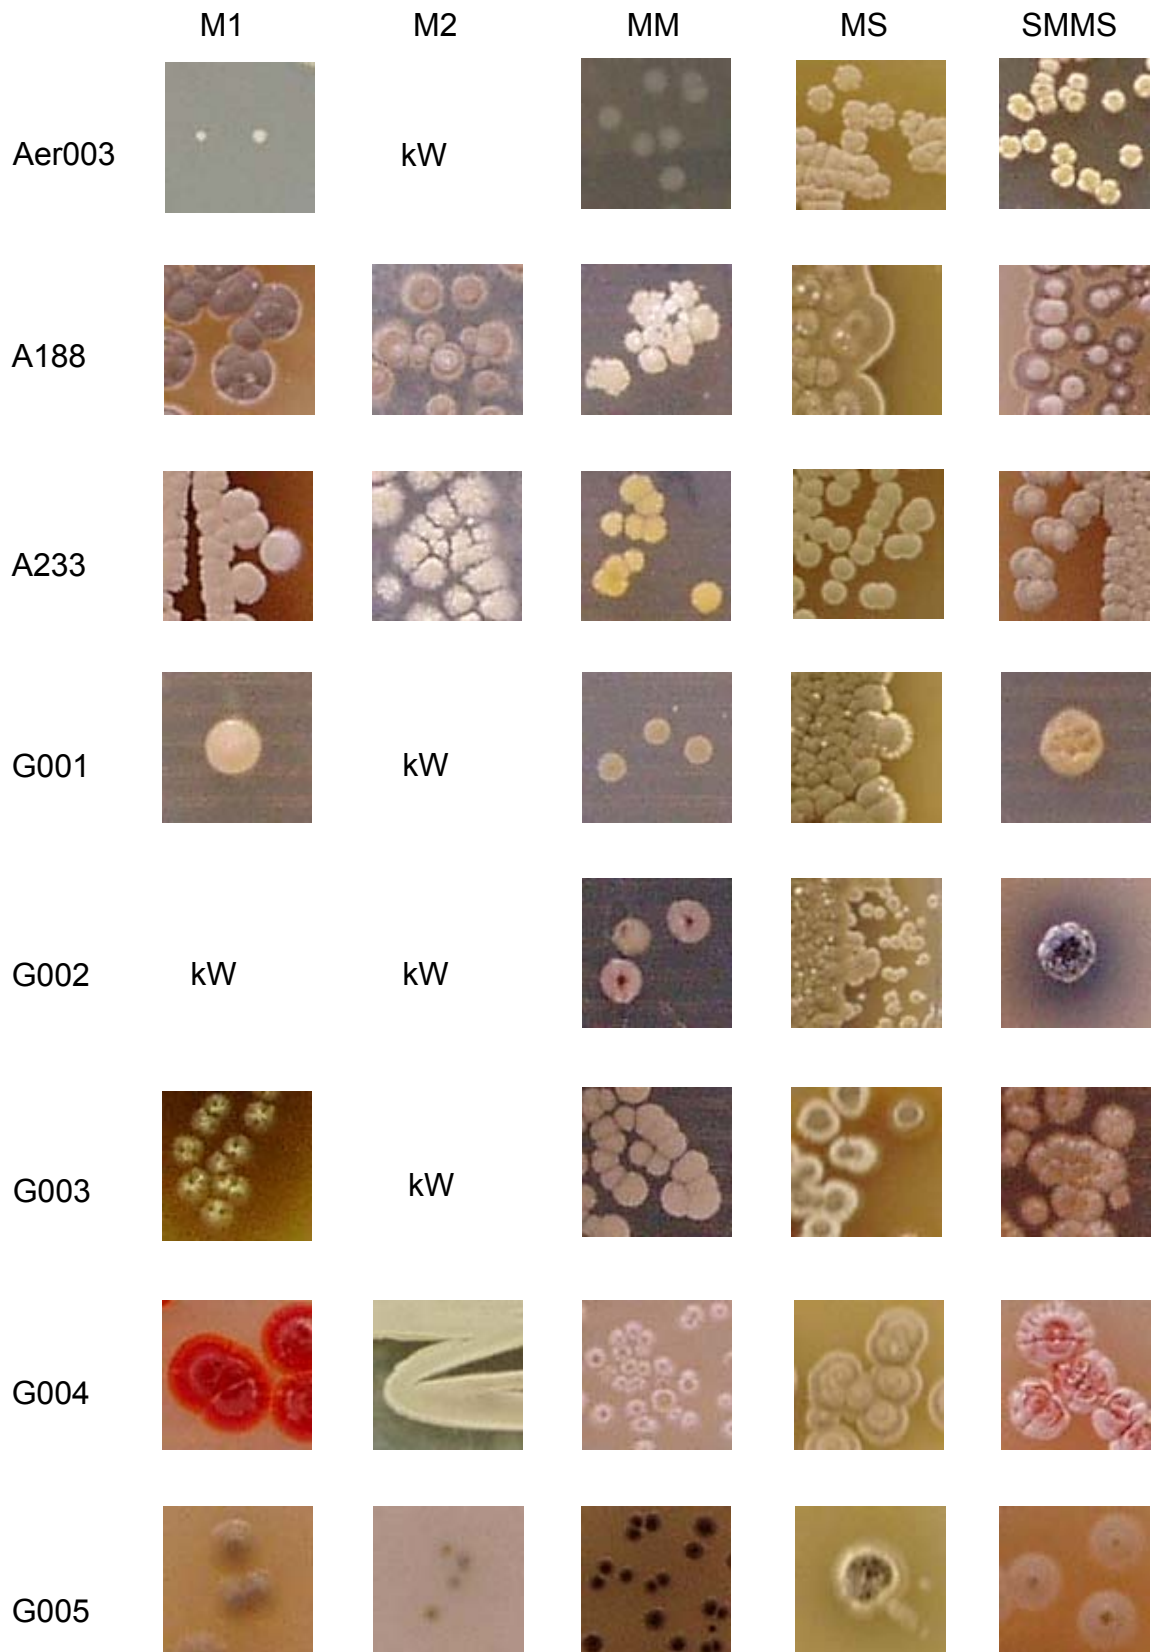 M1 M2 MM MS SMMS
Aer003 kW
A188
A233
G001 kW
G002 kW kW
G003 kW
G004
G005